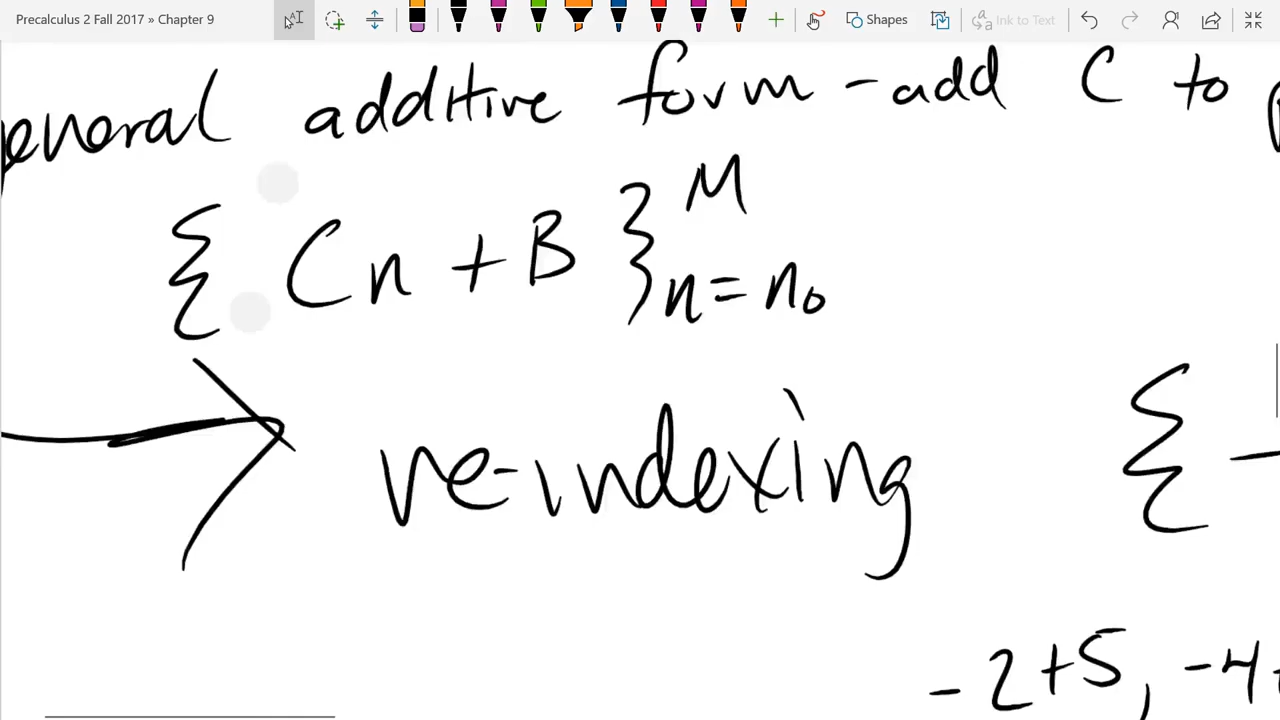 Precalculus 2 Fall 2017 » Chapter 9
Shapes
Ink to Text
eneral additive form - add C to
{ Cn + B }^M_{n=n₀}
re-indexing {
-2+5, -4+